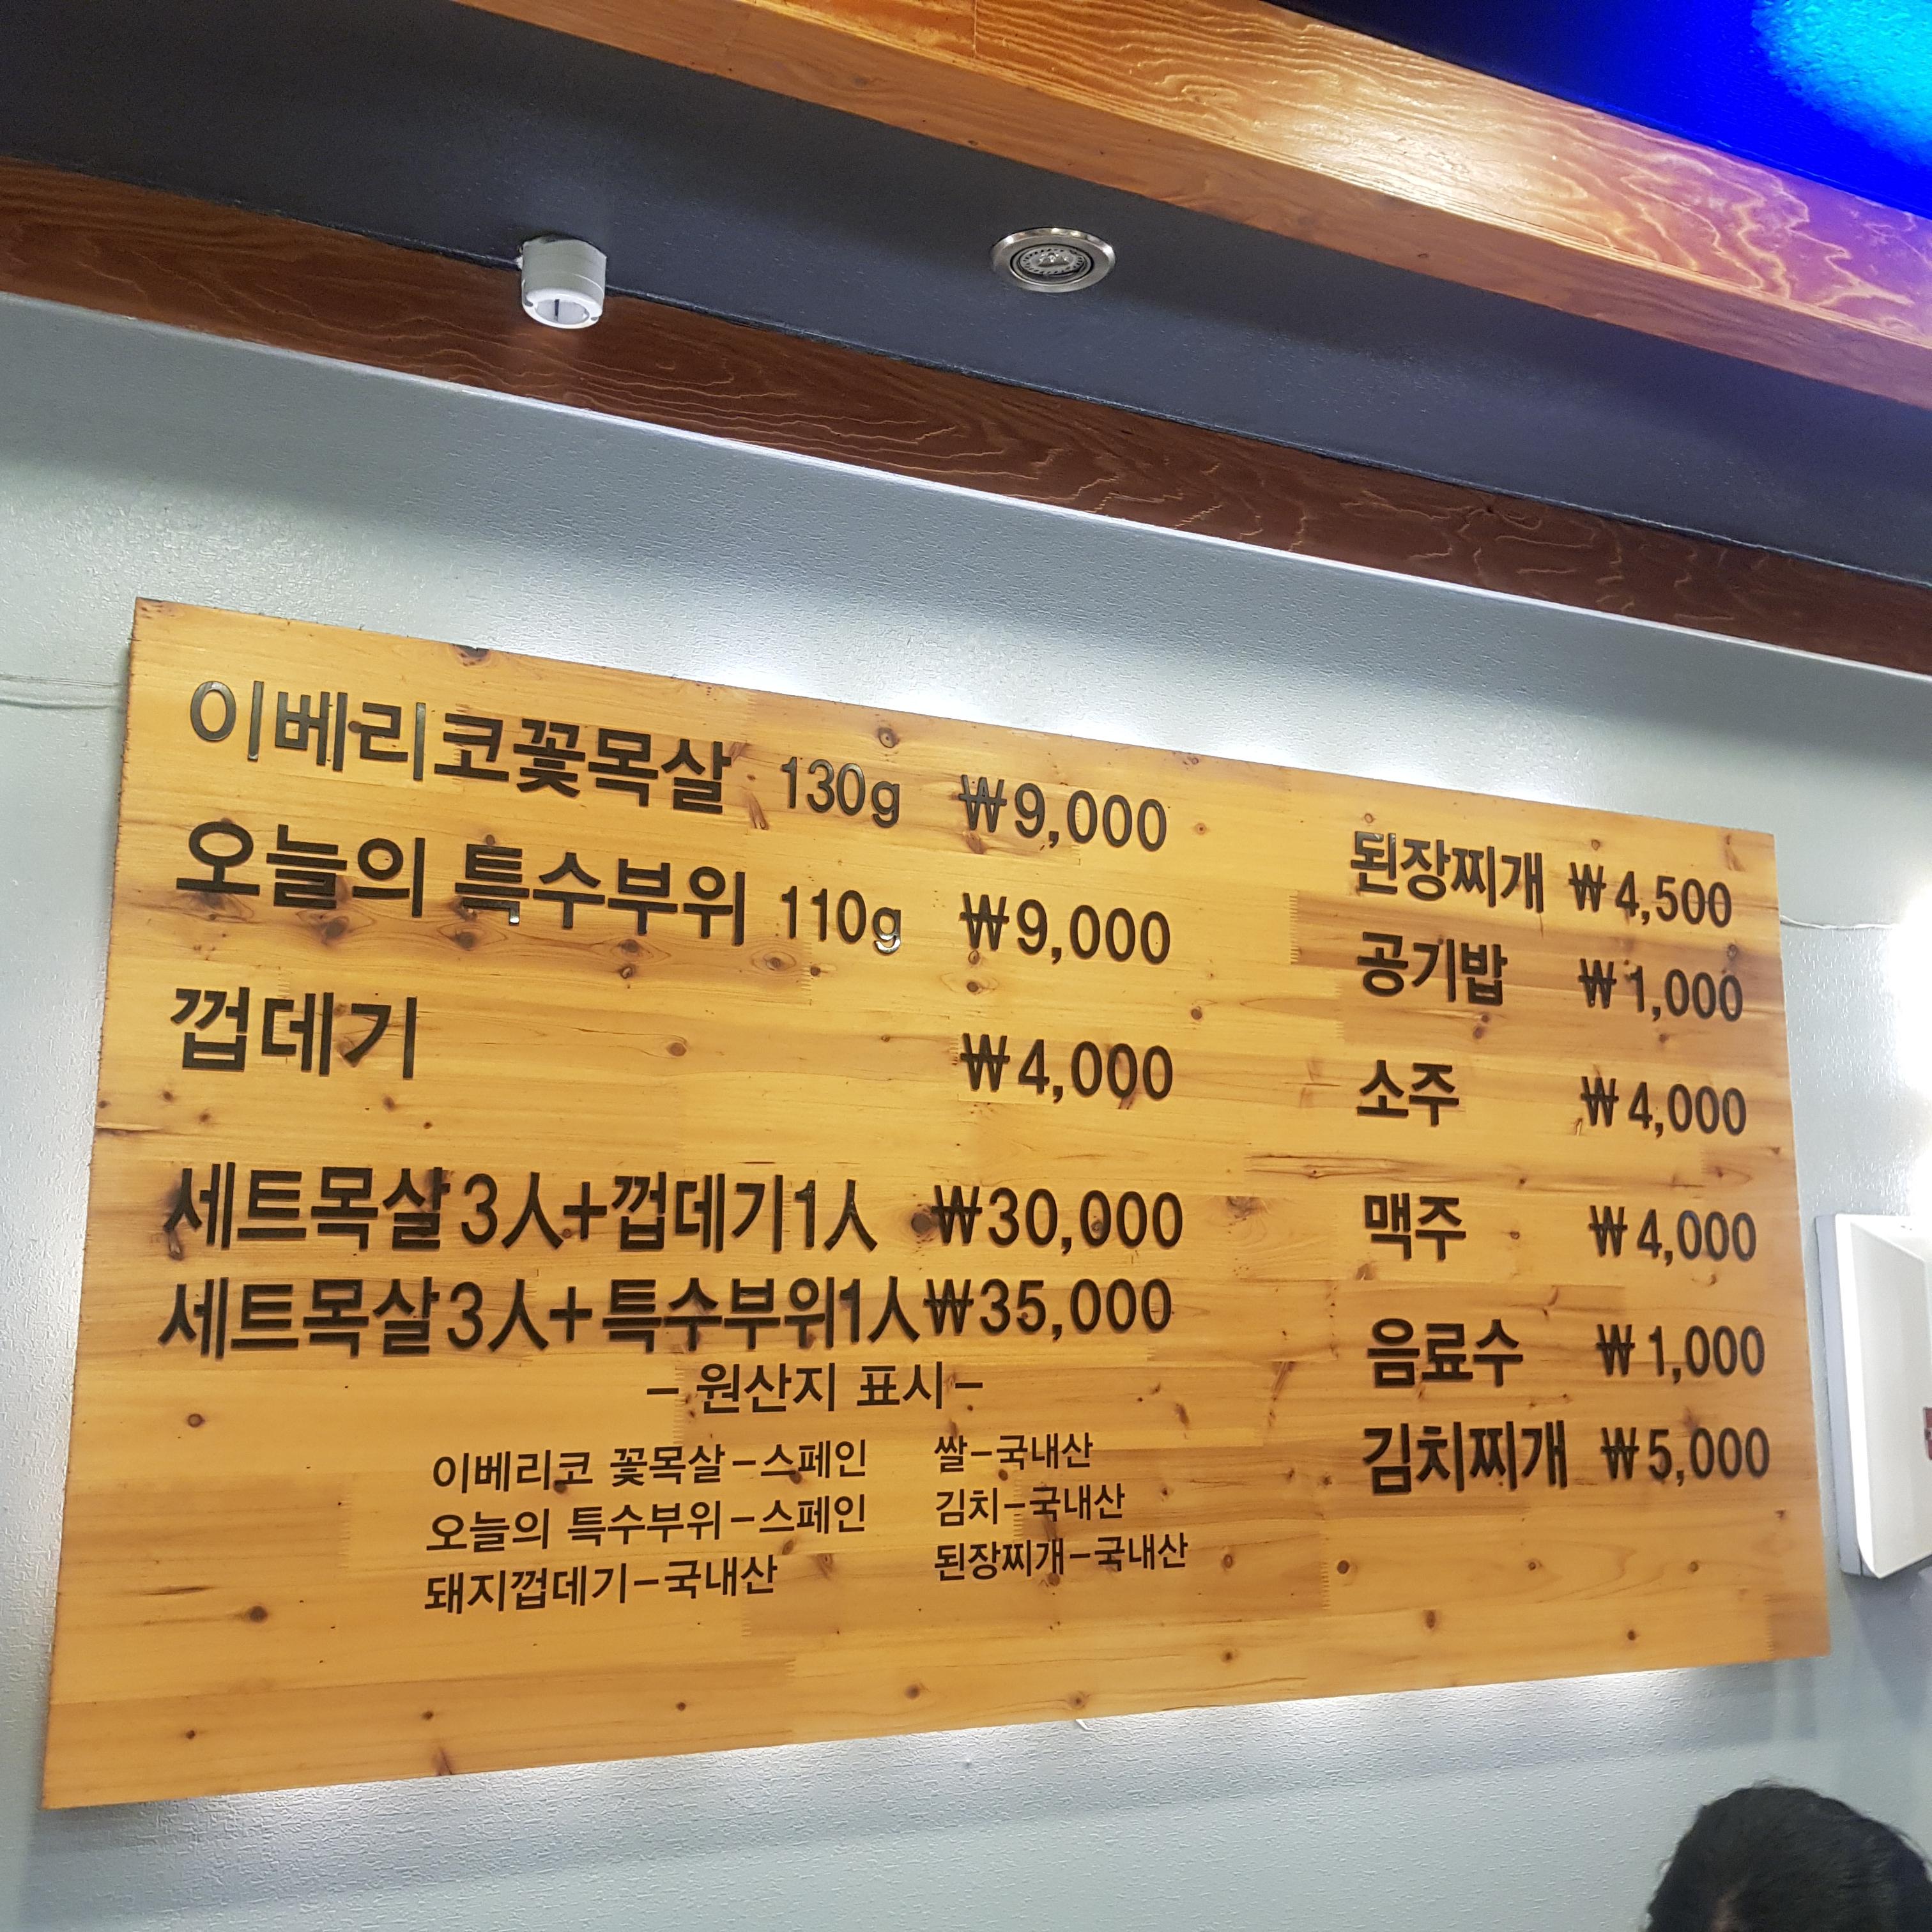 이베리코꽃목살 130g ₩9,000
오늘의 특수부위 110g ₩9,000
껍데기 ₩4,000
세트목살3人+껍데기1人 ₩30,000
세트목살3人+특수부위1人 ₩35,000
-원산지 표시-
이베리코 꽃목살-스페인
오늘의 특수부위-스페인
돼지껍데기-국내산
쌀-국내산
김치-국내산
된장찌개-국내산
된장찌개 ₩4,500
공기밥 ₩1,000
소주 ₩4,000
맥주 ₩4,000
음료수 ₩1,000
김치찌개 ₩5,000